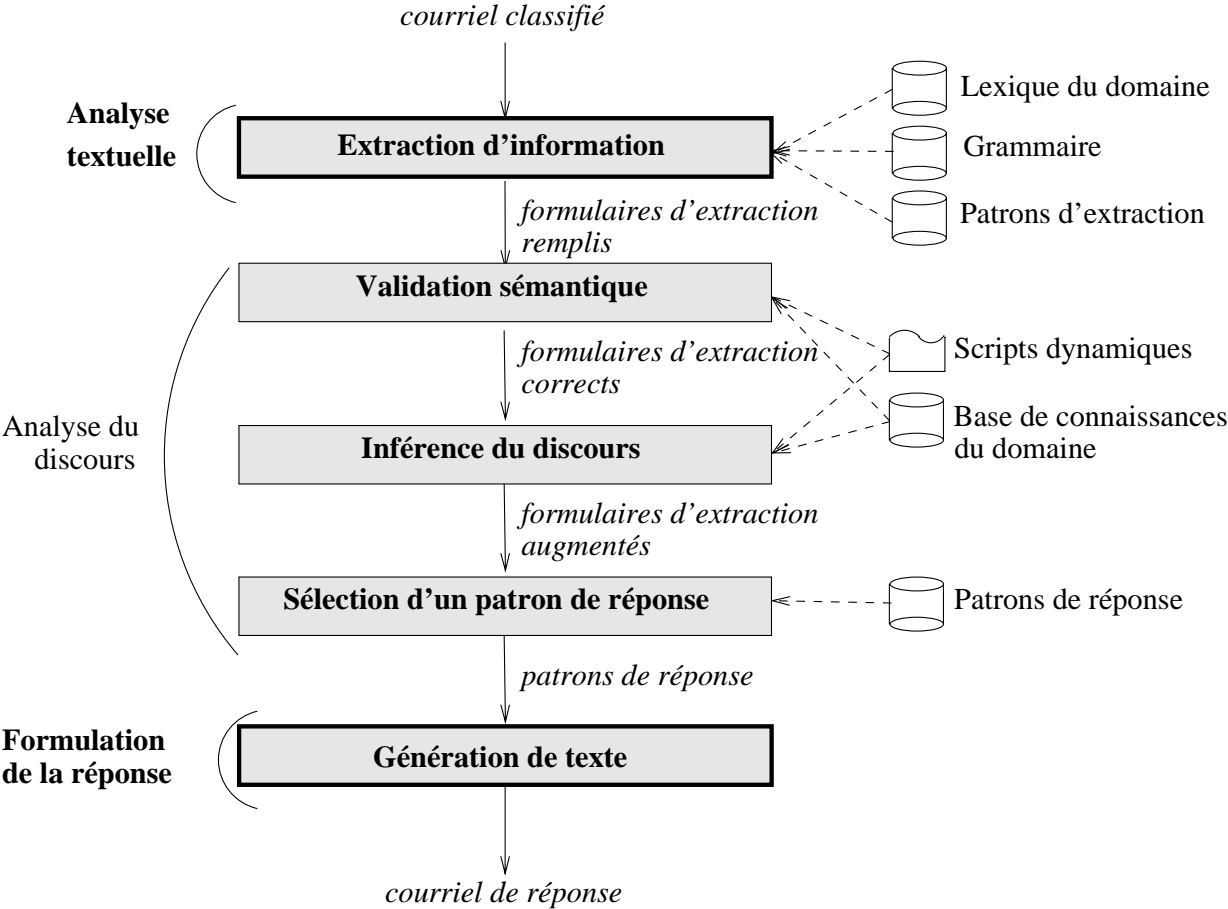 courriel classifié
Analyse
textuelle
Extraction d’information
Lexique du domaine
Grammaire
Patrons d’extraction
formulaires d’extraction
remplis
Validation sémantique
formulaires d’extraction
corrects
Scripts dynamiques
Base de connaissances
du domaine
Analyse du
discours
Inférence du discours
formulaires d’extraction
augmentés
Sélection d’un patron de réponse
Patrons de réponse
patrons de réponse
Formulation
de la réponse
Génération de texte
courriel de réponse